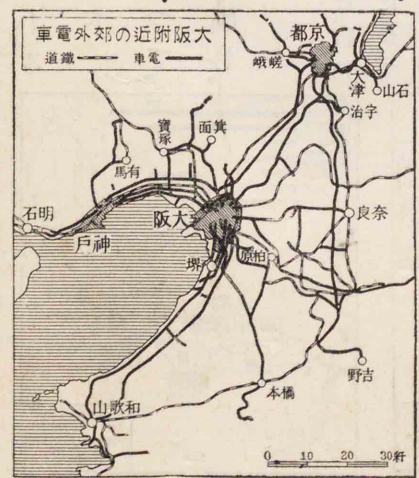 大阪附近の郊外電車
電車 鐵道
京都
嵯峨
大津
石山
宇治
箕面
寶塚
有馬
明石
神戶
大阪
奈良
柏原
堺
吉野
橋本
和歌山
0 10 20 30粁